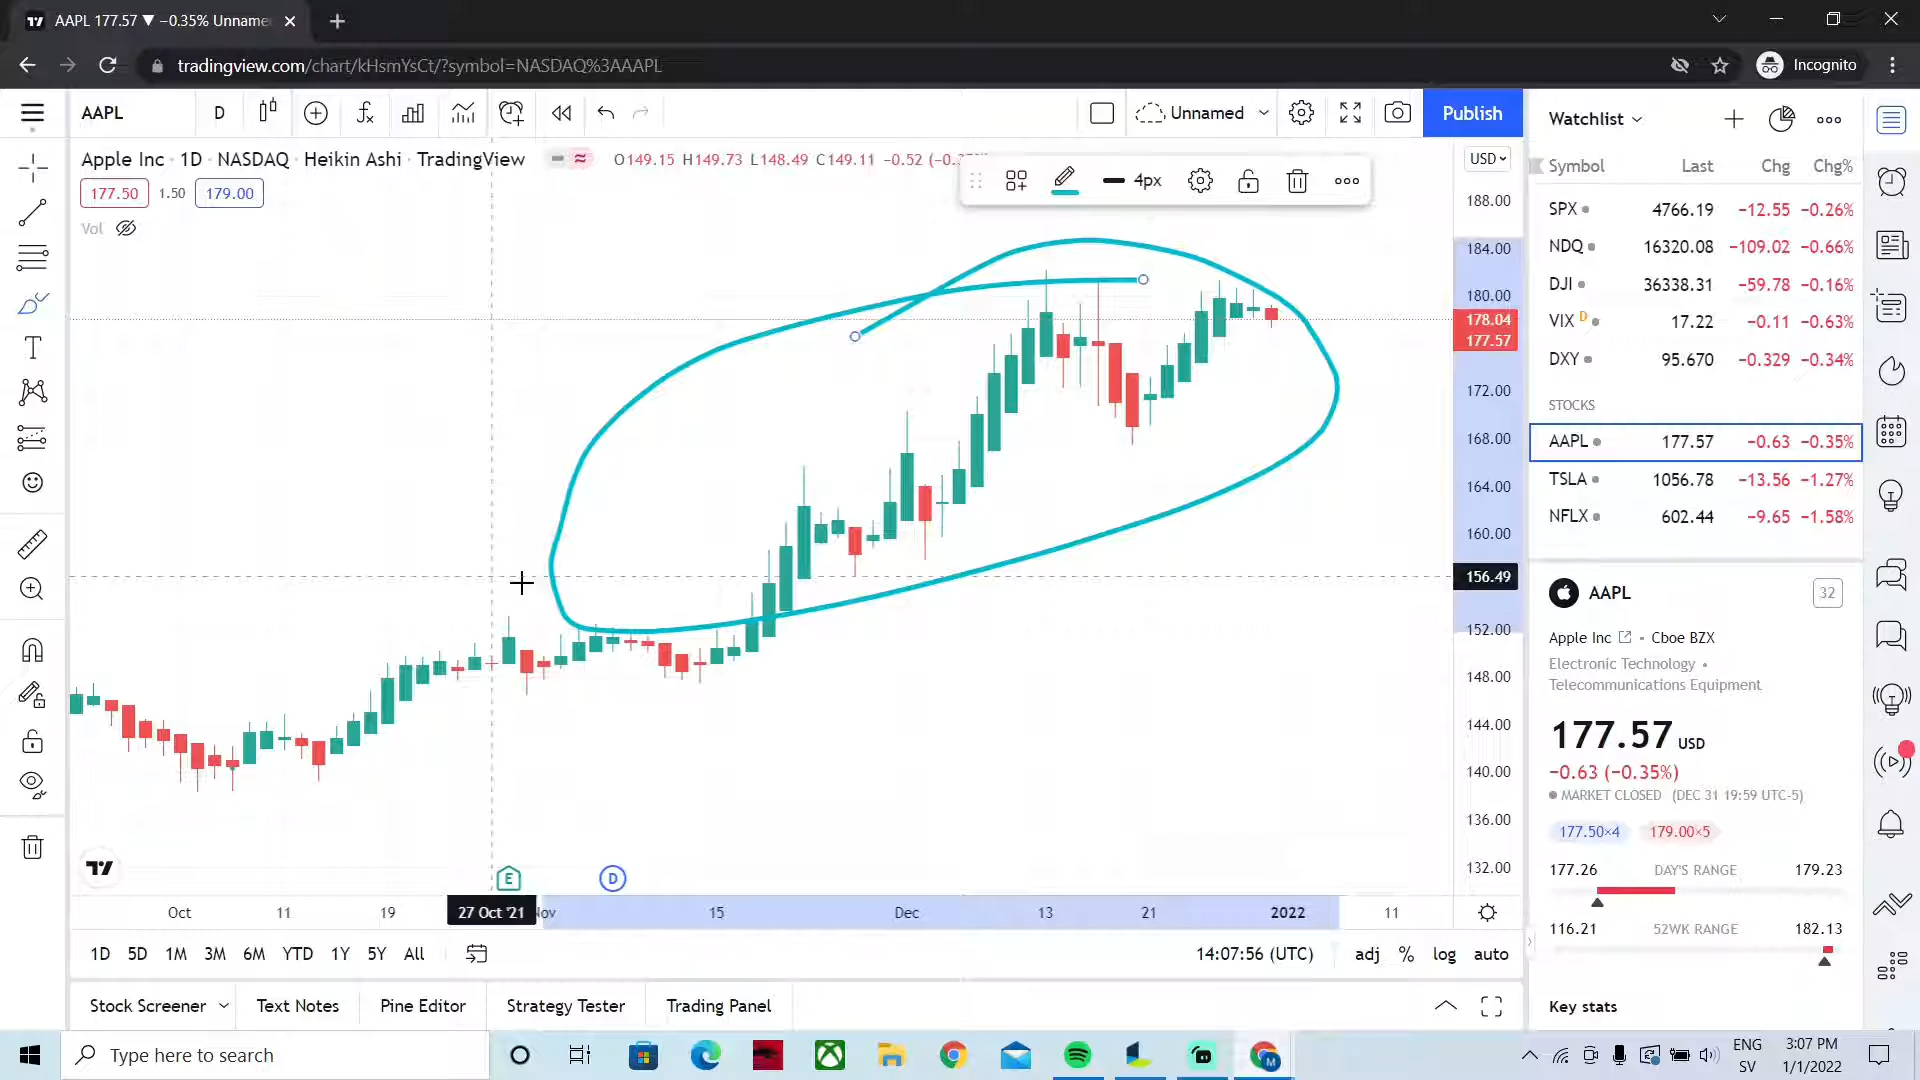 AAPL 177.57 ▼ −0.35% Unname
tradingview.com/chart/kHsmYsCt/?symbol=NASDAQ%3AAAPL
Incognito
AAPL D
Unnamed
Publish
Apple Inc · 1D · NASDAQ · Heikin Ashi · TradingView
O149.15 H149.73 L148.49 C149.11 −0.52
177.50 1.50 179.00
Vol
4px
USD
188.00
184.00
180.00
178.04
177.57
172.00
168.00
164.00
160.00
156.49
152.00
148.00
144.00
140.00
136.00
132.00
E
D
Oct 11 19 27 Oct '21 Nov 15 Dec 13 21 2022 11
1D 5D 1M 3M 6M YTD 1Y 5Y All
14:07:56 (UTC) adj % log auto
Stock Screener Text Notes Pine Editor Strategy Tester Trading Panel
Watchlist
Symbol Last Chg Chg%
SPX 4766.19 −12.55 −0.26%
NDQ 16320.08 −109.02 −0.66%
DJI 36338.31 −59.78 −0.16%
VIX D 17.22 −0.11 −0.63%
DXY 95.670 −0.329 −0.34%
STOCKS
AAPL 177.57 −0.63 −0.35%
TSLA 1056.78 −13.56 −1.27%
NFLX 602.44 −9.65 −1.58%
AAPL 32
Apple Inc · Cboe BZX
Electronic Technology •
Telecommunications Equipment
177.57 USD
−0.63 (−0.35%)
MARKET CLOSED (DEC 31 19:59 UTC-5)
177.50×4 179.00×5
177.26 DAY'S RANGE 179.23
116.21 52WK RANGE 182.13
Key stats
Type here to search
ENG
SV
3:07 PM
1/1/2022